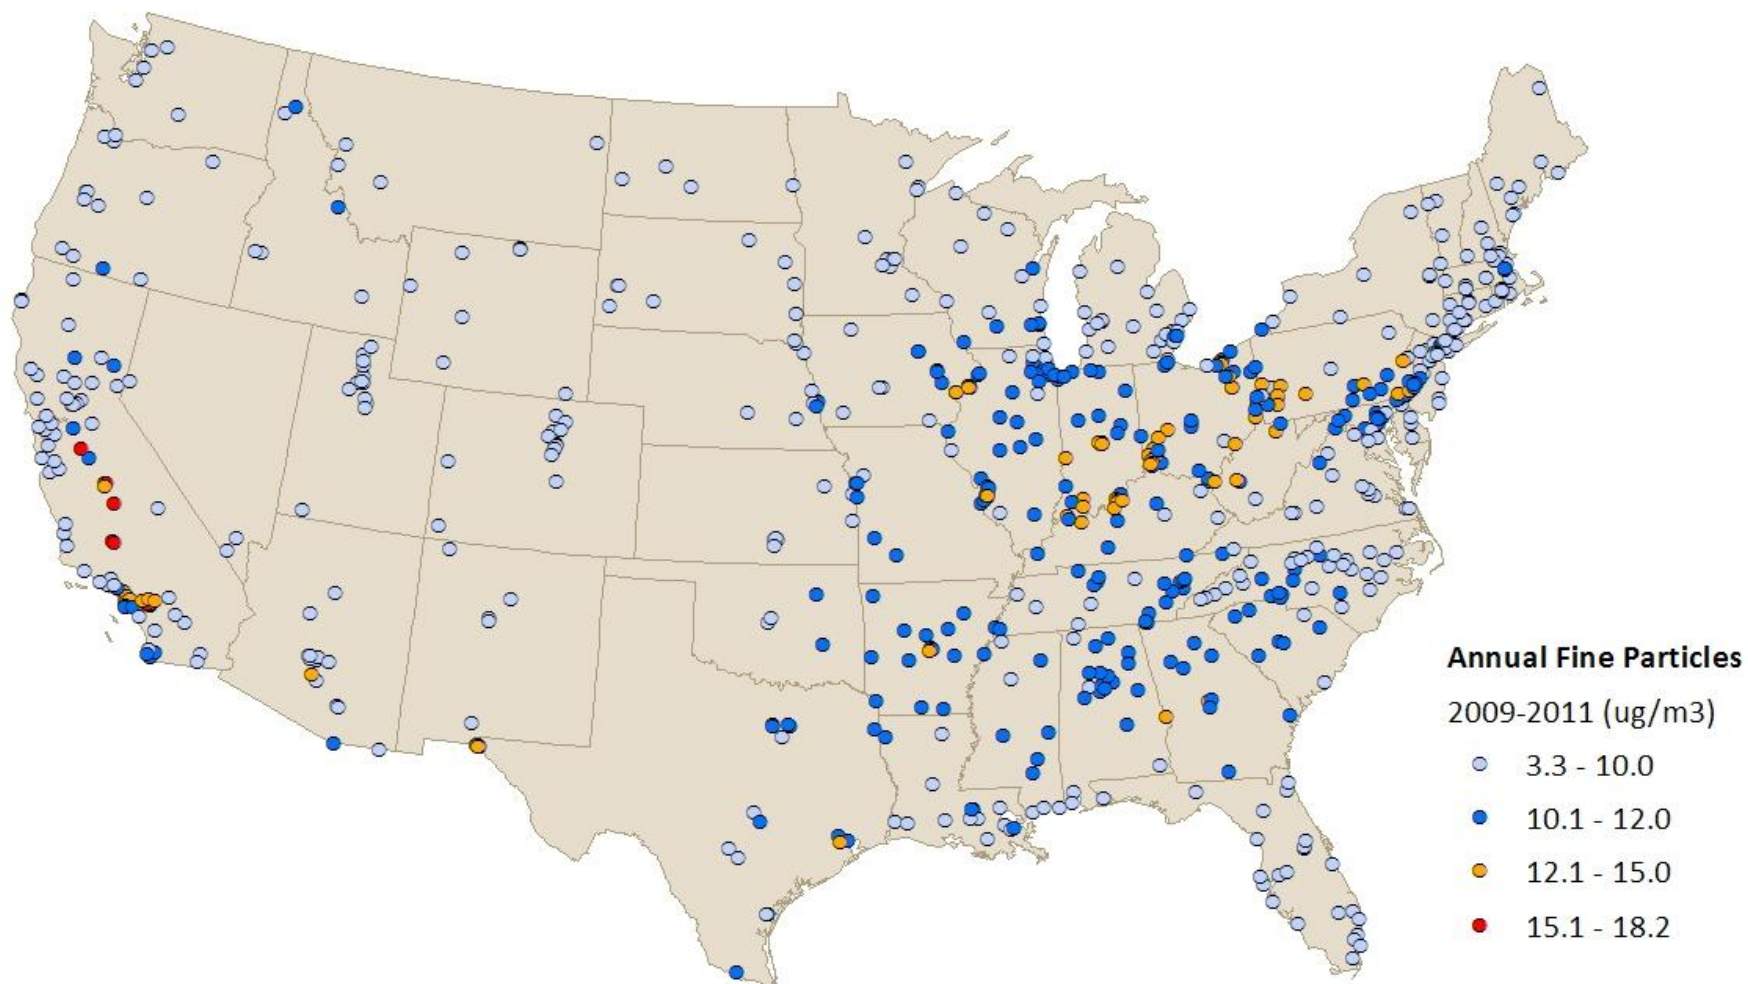 Annual Fine Particles
2009-2011 (ug/m3)
3.3 - 10.0
10.1 - 12.0
12.1 - 15.0
15.1 - 18.2